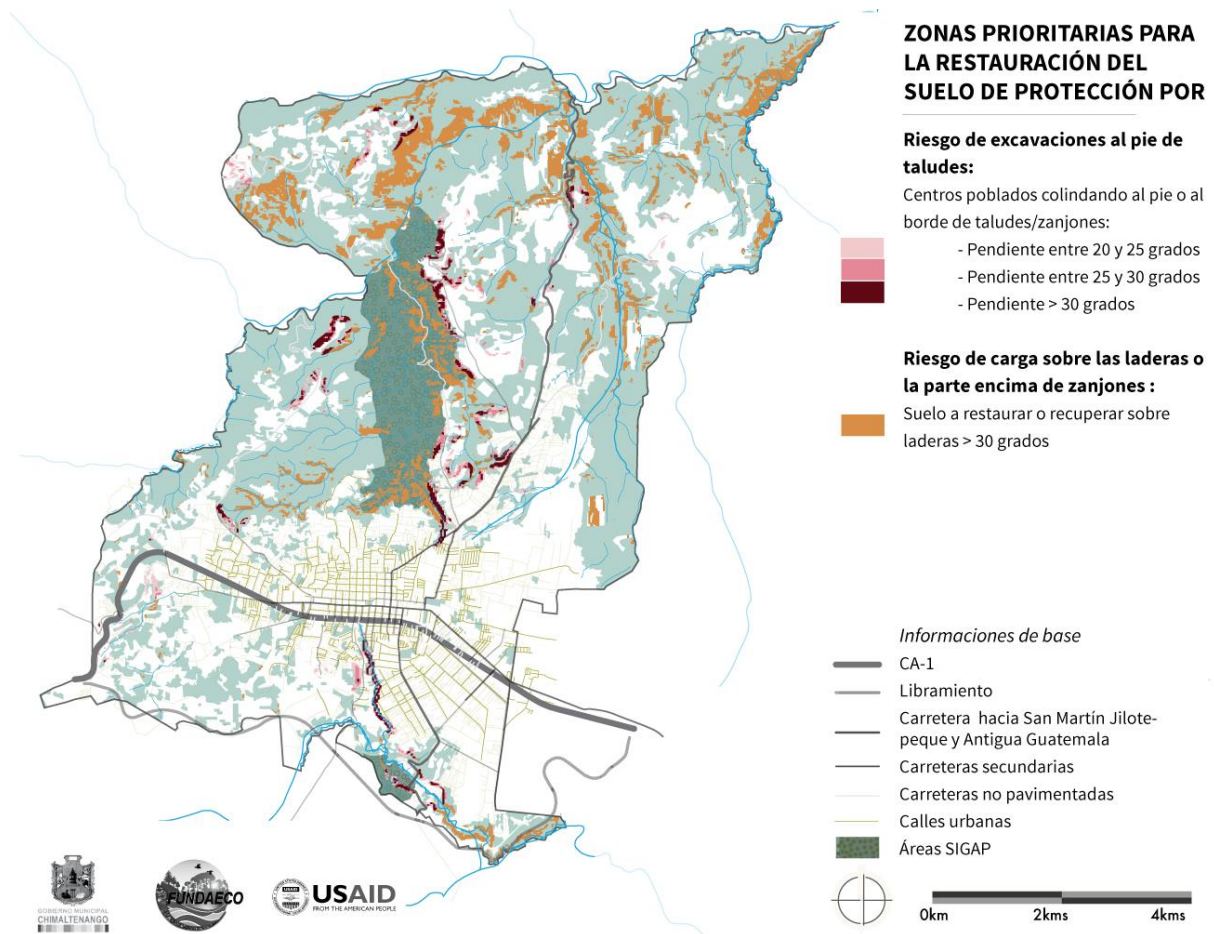 ZONAS PRIORITARIAS PARA
LA RESTAURACIÓN DEL
SUELO DE PROTECCIÓN POR
Riesgo de excavaciones al pie de
taludes:
Centros poblados colindando al pie o al
borde de taludes/zanjones:
- Pendiente entre 20 y 25 grados
- Pendiente entre 25 y 30 grados
- Pendiente > 30 grados
Riesgo de carga sobre las laderas o
la parte encima de zanjones :
Suelo a restaurar o recuperar sobre
laderas > 30 grados
Informaciones de base
CA-1
Libramiento
Carretera hacia San Martín Jilote-
peque y Antigua Guatemala
Carreteras secundarias
Carreteras no pavimentadas
Calles urbanas
Áreas SIGAP
0km 2kms 4kms
GOBIERNO MUNICIPAL
CHIMALTENANGO
FUNDAECO
USAID
FROM THE AMERICAN PEOPLE